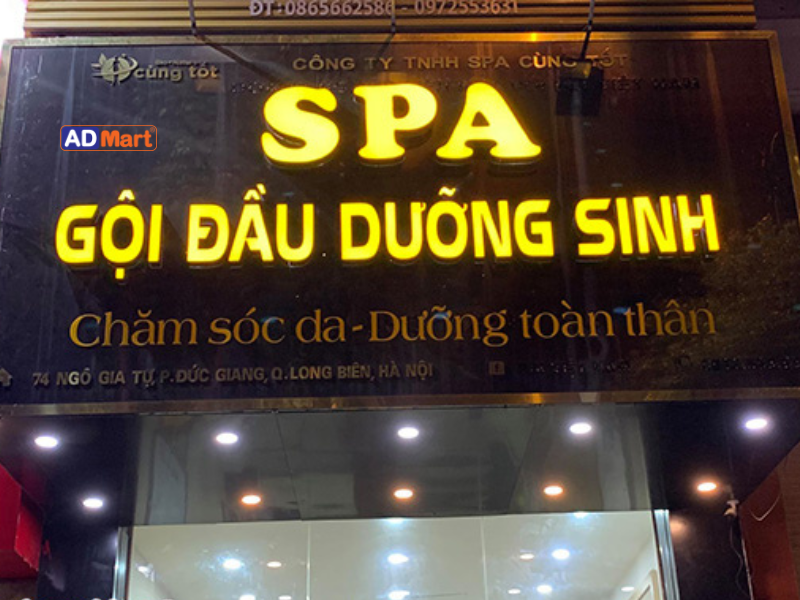 ĐT: 0865662586 - 0972553631
cùng tốt
CÔNG TY TNHH SPA CÙNG TỐT
AD Mart
SPA
GỘI ĐẦU DƯỠNG SINH
Chăm sóc da - Dưỡng toàn thân
74 NGÔ GIA TỰ, P.ĐỨC GIANG, Q.LONG BIÊN, HÀ NỘI